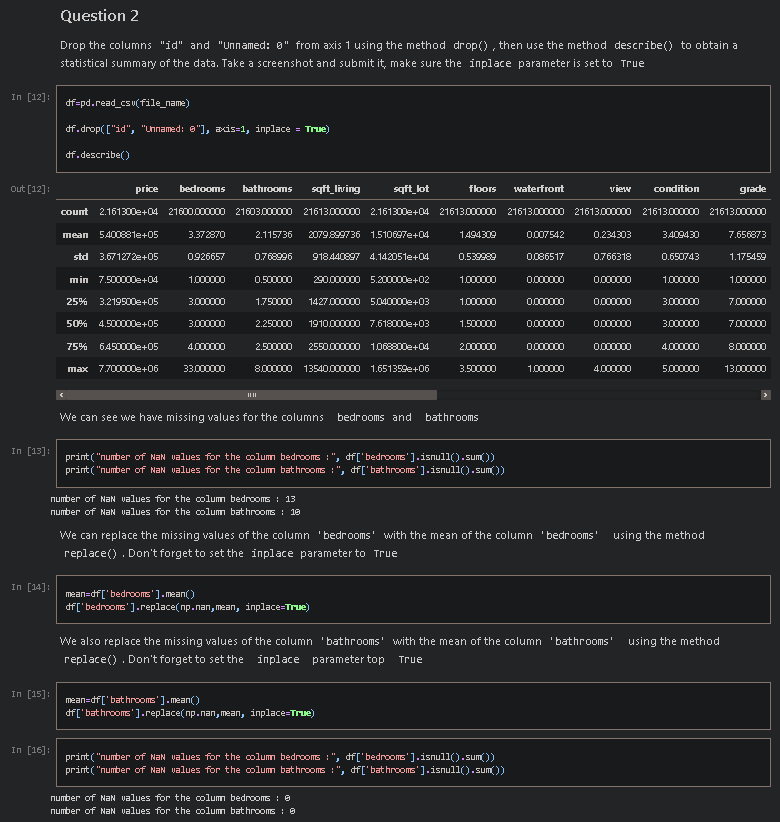 Question 2
Drop the columns "id" and "Unnamed: 0" from axis 1 using the method drop() , then use the method describe() to obtain a
statistical summary of the data. Take a screenshot and submit it, make sure the inplace parameter is set to True
In [12]:
df=pd.read_csv(file_name)
df.drop(["id", "Unnamed: 0"], axis=1, inplace = True)
df.describe()
Out[12]:
price bedrooms bathrooms sqft_living sqft_lot floors waterfront view condition grade
count 2.161300e+04 21600.000000 21603.000000 21613.000000 2.161300e+04 21613.000000 21613.000000 21613.000000 21613.000000 21613.000000
mean 5.400881e+05 3.372870 2.115736 2079.899736 1.510697e+04 1.494309 0.007542 0.234303 3.409430 7.656873
std 3.671272e+05 0.926657 0.768996 918.440897 4.142051e+04 0.539989 0.086517 0.766318 0.650743 1.175459
min 7.500000e+04 1.000000 0.500000 290.000000 5.200000e+02 1.000000 0.000000 0.000000 1.000000 1.000000
25% 3.219500e+05 3.000000 1.750000 1427.000000 5.040000e+03 1.000000 0.000000 0.000000 3.000000 7.000000
50% 4.500000e+05 3.000000 2.250000 1910.000000 7.618000e+03 1.500000 0.000000 0.000000 3.000000 7.000000
75% 6.450000e+05 4.000000 2.500000 2550.000000 1.068800e+04 2.000000 0.000000 0.000000 4.000000 8.000000
max 7.700000e+06 33.000000 8.000000 13540.000000 1.651359e+06 3.500000 1.000000 4.000000 5.000000 13.000000
We can see we have missing values for the columns bedrooms and bathrooms
In [13]:
print("number of NaN values for the column bedrooms :", df['bedrooms'].isnull().sum())
print("number of NaN values for the column bathrooms :", df['bathrooms'].isnull().sum())
number of NaN values for the column bedrooms : 13
number of NaN values for the column bathrooms : 10
We can replace the missing values of the column 'bedrooms' with the mean of the column 'bedrooms' using the method
replace() . Don't forget to set the inplace parameter to True
In [14]:
mean=df['bedrooms'].mean()
df['bedrooms'].replace(np.nan,mean, inplace=True)
We also replace the missing values of the column 'bathrooms' with the mean of the column 'bathrooms' using the method
replace() . Don't forget to set the inplace parameter top True
In [15]:
mean=df['bathrooms'].mean()
df['bathrooms'].replace(np.nan,mean, inplace=True)
In [16]:
print("number of NaN values for the column bedrooms :", df['bedrooms'].isnull().sum())
print("number of NaN values for the column bathrooms :", df['bathrooms'].isnull().sum())
number of NaN values for the column bedrooms : 0
number of NaN values for the column bathrooms : 0